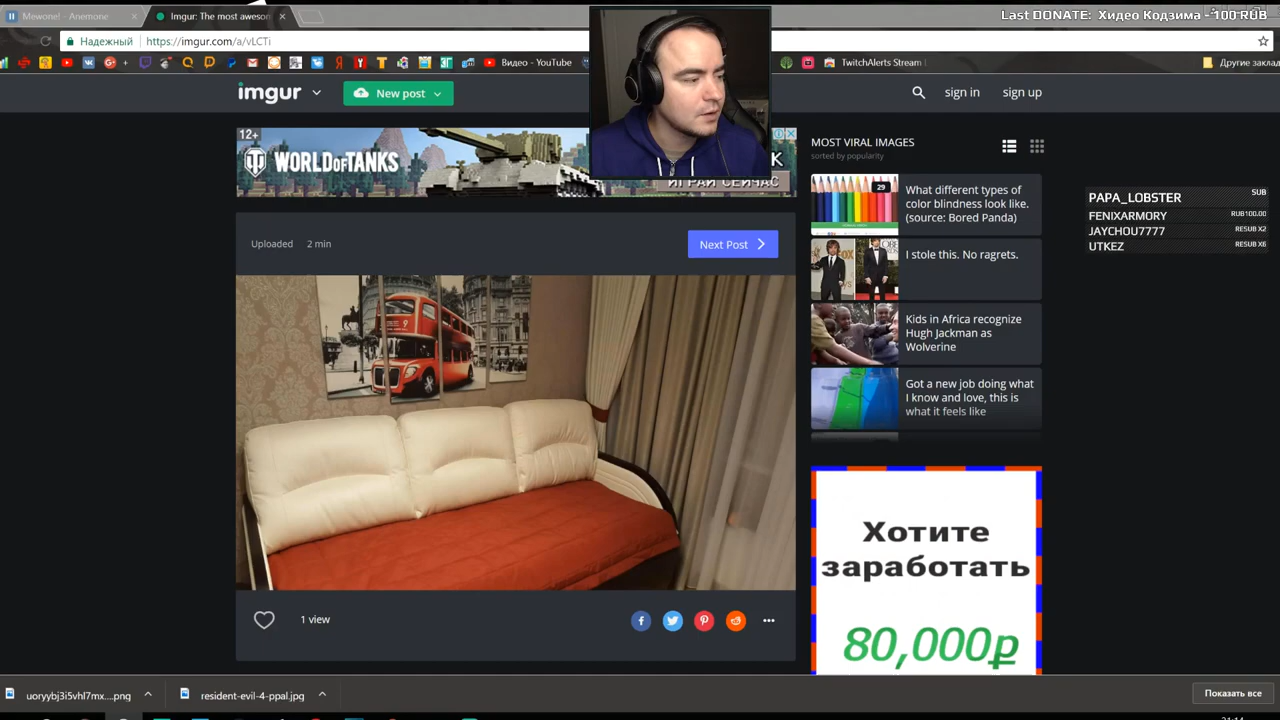 Mewone! - Anemone
Imgur: The most aweson
Last DONATE: Хидео Кодзима - 100 RUB
Надежный
https://imgur.com/a/vLCTi
Видео - YouTube
TwitchAlerts Stream
Другие заклад
imgur
New post
sign in
sign up
12+
WORLD OF TANKS
ИГРАЙ СЕЙЧАС
MOST VIRAL IMAGES
sorted by popularity
29
What different types of
color blindness look like.
(source: Bored Panda)
PAPA_LOBSTER SUB
FENIXARMORY RUB100.00
JAYCHOU7777 RESUB X2
UTKEZ RESUB X6
Uploaded 2 min
Next Post
I stole this. No ragrets.
Kids in Africa recognize
Hugh Jackman as
Wolverine
Got a new job doing what
I know and love, this is
what it feels like
Хотите
заработать
80,000₽
1 view
uoryybj3i5vhl7mx....png
resident-evil-4-ppal.jpg
Показать все